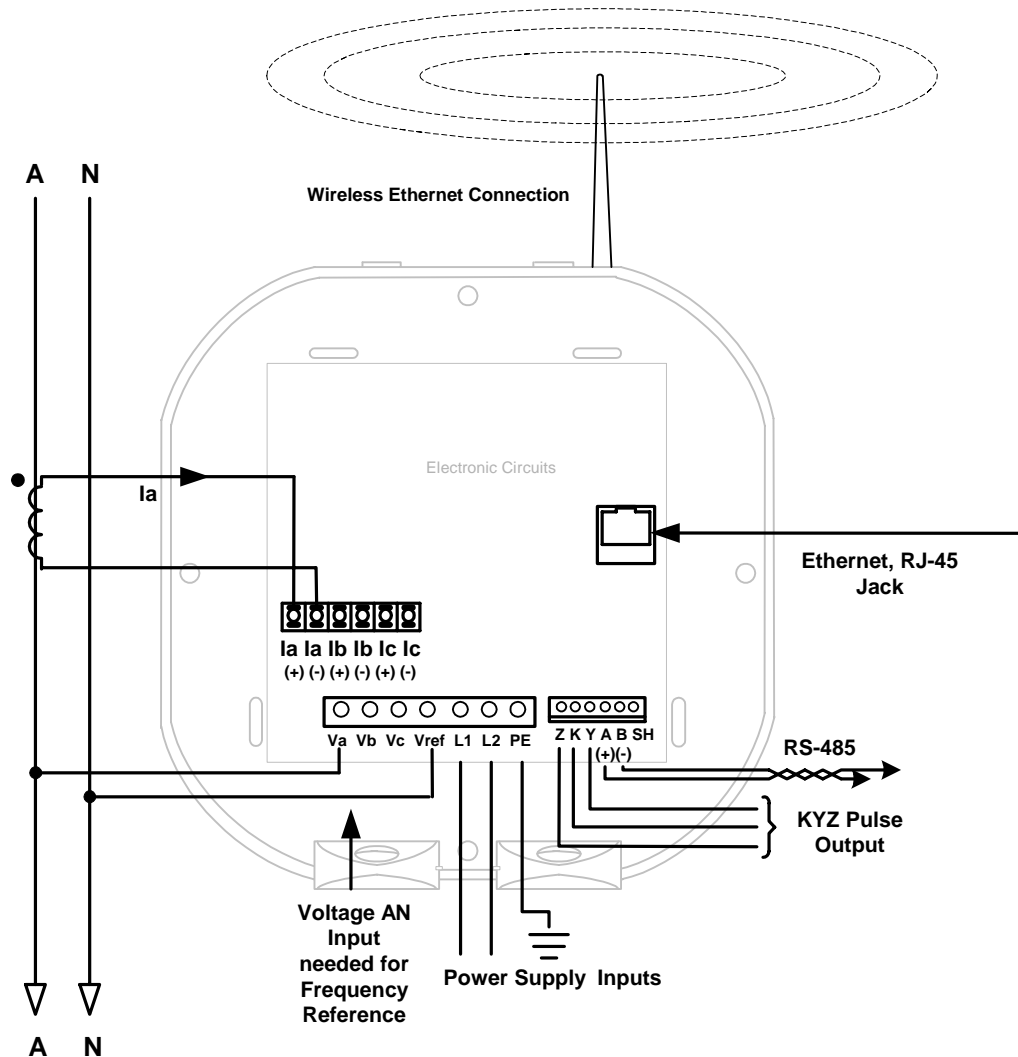 A N
Wireless Ethernet Connection
Electronic Circuits
Ia
Ethernet, RJ-45
Jack
Ia Ia Ib Ib Ic Ic
(+) (-) (+) (-) (+) (-)
Va Vb Vc Vref L1 L2 PE
Z K Y A B SH
(+)(-)
RS-485
KYZ Pulse
Output
Voltage AN
Input
needed for
Frequency
Reference
Power Supply Inputs
A N